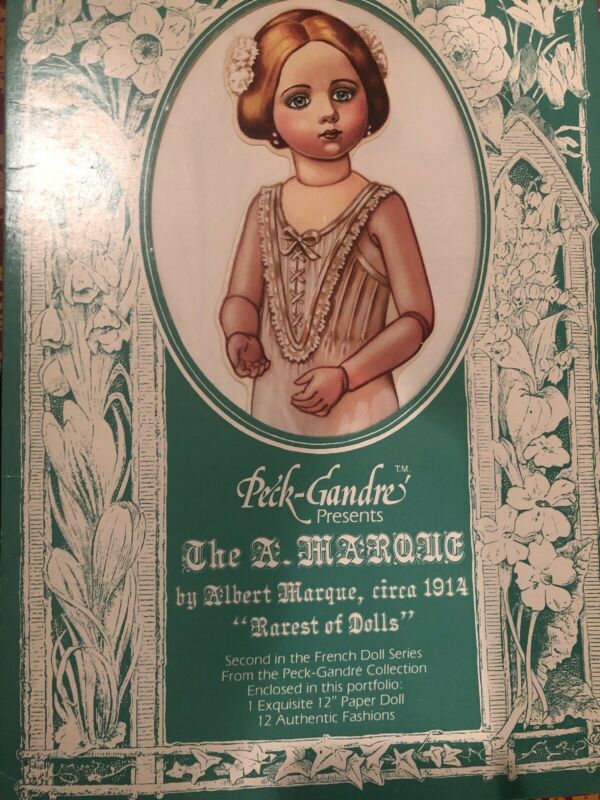 Peck-Gandré T.M.
Presents
The A. MARQUE
by Albert Marque, circa 1914
“Rarest of Dolls”
Second in the French Doll Series
From the Peck-Gandré Collection
Enclosed in this portfolio:
1 Exquisite 12” Paper Doll
12 Authentic Fashions